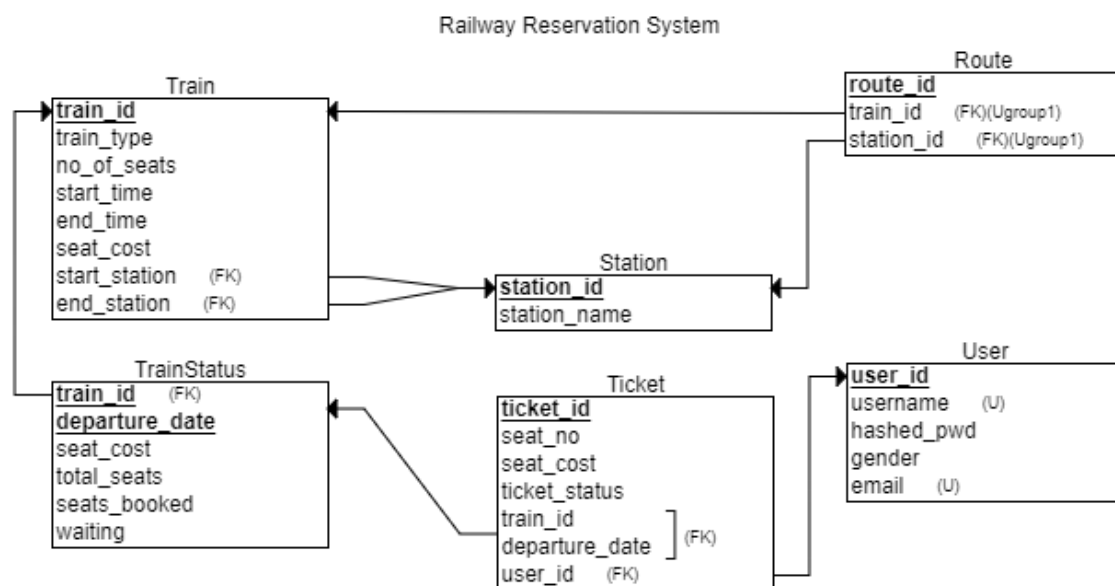 Railway Reservation System
Train
train_id
train_type
no_of_seats
start_time
end_time
seat_cost
start_station (FK)
end_station (FK)
Route
route_id
train_id (FK)(Ugroup1)
station_id (FK)(Ugroup1)
Station
station_id
station_name
TrainStatus
train_id (FK)
departure_date
seat_cost
total_seats
seats_booked
waiting
Ticket
ticket_id
seat_no
seat_cost
ticket_status
train_id
departure_date (FK)
user_id (FK)
User
user_id
username (U)
hashed_pwd
gender
email (U)